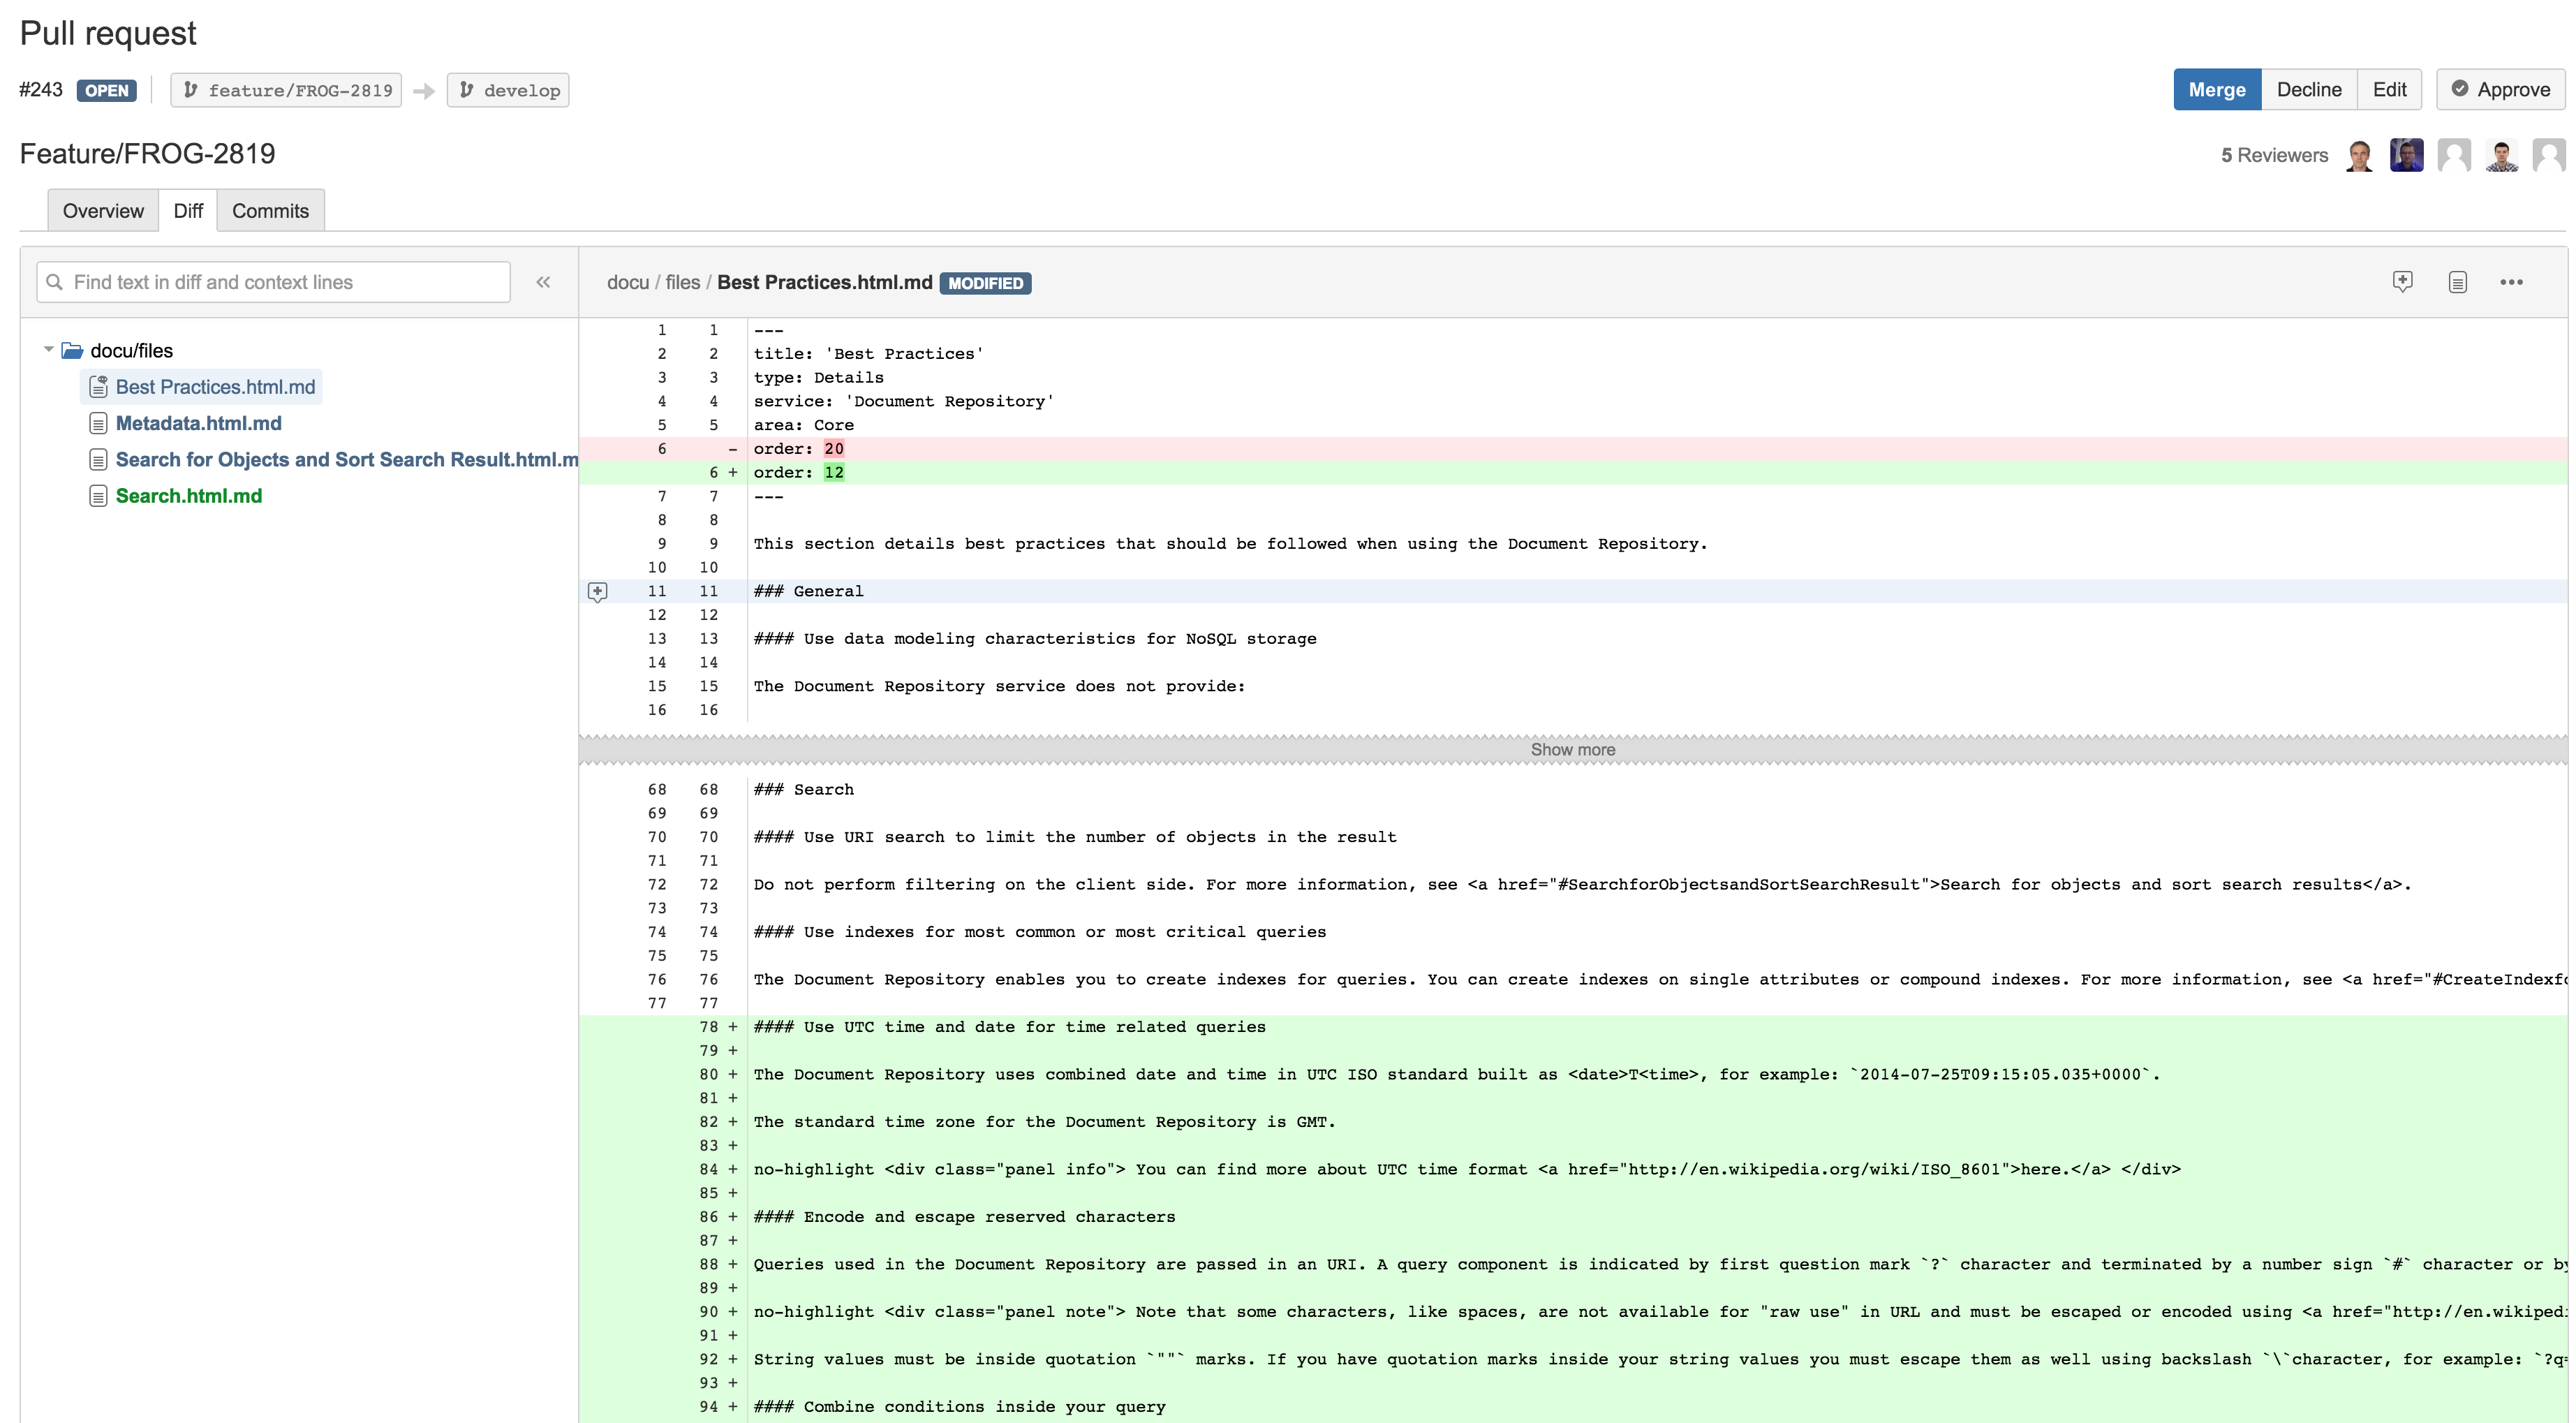 Pull request
#243 OPEN feature/FROG-2819 develop Merge Decline Edit Approve
Feature/FROG-2819 5 Reviewers
Overview Diff Commits
Find text in diff and context lines « docu / files / Best Practices.html.md MODIFIED •••
docu/files
Best Practices.html.md
Metadata.html.md
Search for Objects and Sort Search Result.html.m
Search.html.md
1 1 ---
2 2 title: 'Best Practices'
3 3 type: Details
4 4 service: 'Document Repository'
5 5 area: Core
6 - order: 20
6 + order: 12
7 7 ---
8 8
9 9 This section details best practices that should be followed when using the Document Repository.
10 10
11 11 ### General
12 12
13 13 #### Use data modeling characteristics for NoSQL storage
14 14
15 15 The Document Repository service does not provide:
16 16
Show more
68 68 ### Search
69 69
70 70 #### Use URI search to limit the number of objects in the result
71 71
72 72 Do not perform filtering on the client side. For more information, see <a href="#SearchforObjectsandSortSearchResult">Search for objects and sort search results</a>.
73 73
74 74 #### Use indexes for most common or most critical queries
75 75
76 76 The Document Repository enables you to create indexes for queries. You can create indexes on single attributes or compound indexes. For more information, see <a href="#CreateIndexfo
77 77
78 + #### Use UTC time and date for time related queries
79 +
80 + The Document Repository uses combined date and time in UTC ISO standard built as <date>T<time>, for example: `2014-07-25T09:15:05.035+0000`.
81 +
82 + The standard time zone for the Document Repository is GMT.
83 +
84 + no-highlight <div class="panel info"> You can find more about UTC time format <a href="http://en.wikipedia.org/wiki/ISO_8601">here.</a> </div>
85 +
86 + #### Encode and escape reserved characters
87 +
88 + Queries used in the Document Repository are passed in an URI. A query component is indicated by first question mark `?` character and terminated by a number sign `#` character or by
89 +
90 + no-highlight <div class="panel note"> Note that some characters, like spaces, are not available for "raw use" in URL and must be escaped or encoded using <a href="http://en.wikipedi
91 +
92 + String values must be inside quotation `""` marks. If you have quotation marks inside your string values you must escape them as well using backslash `\`character, for example: `?q=
93 +
94 + #### Combine conditions inside your query